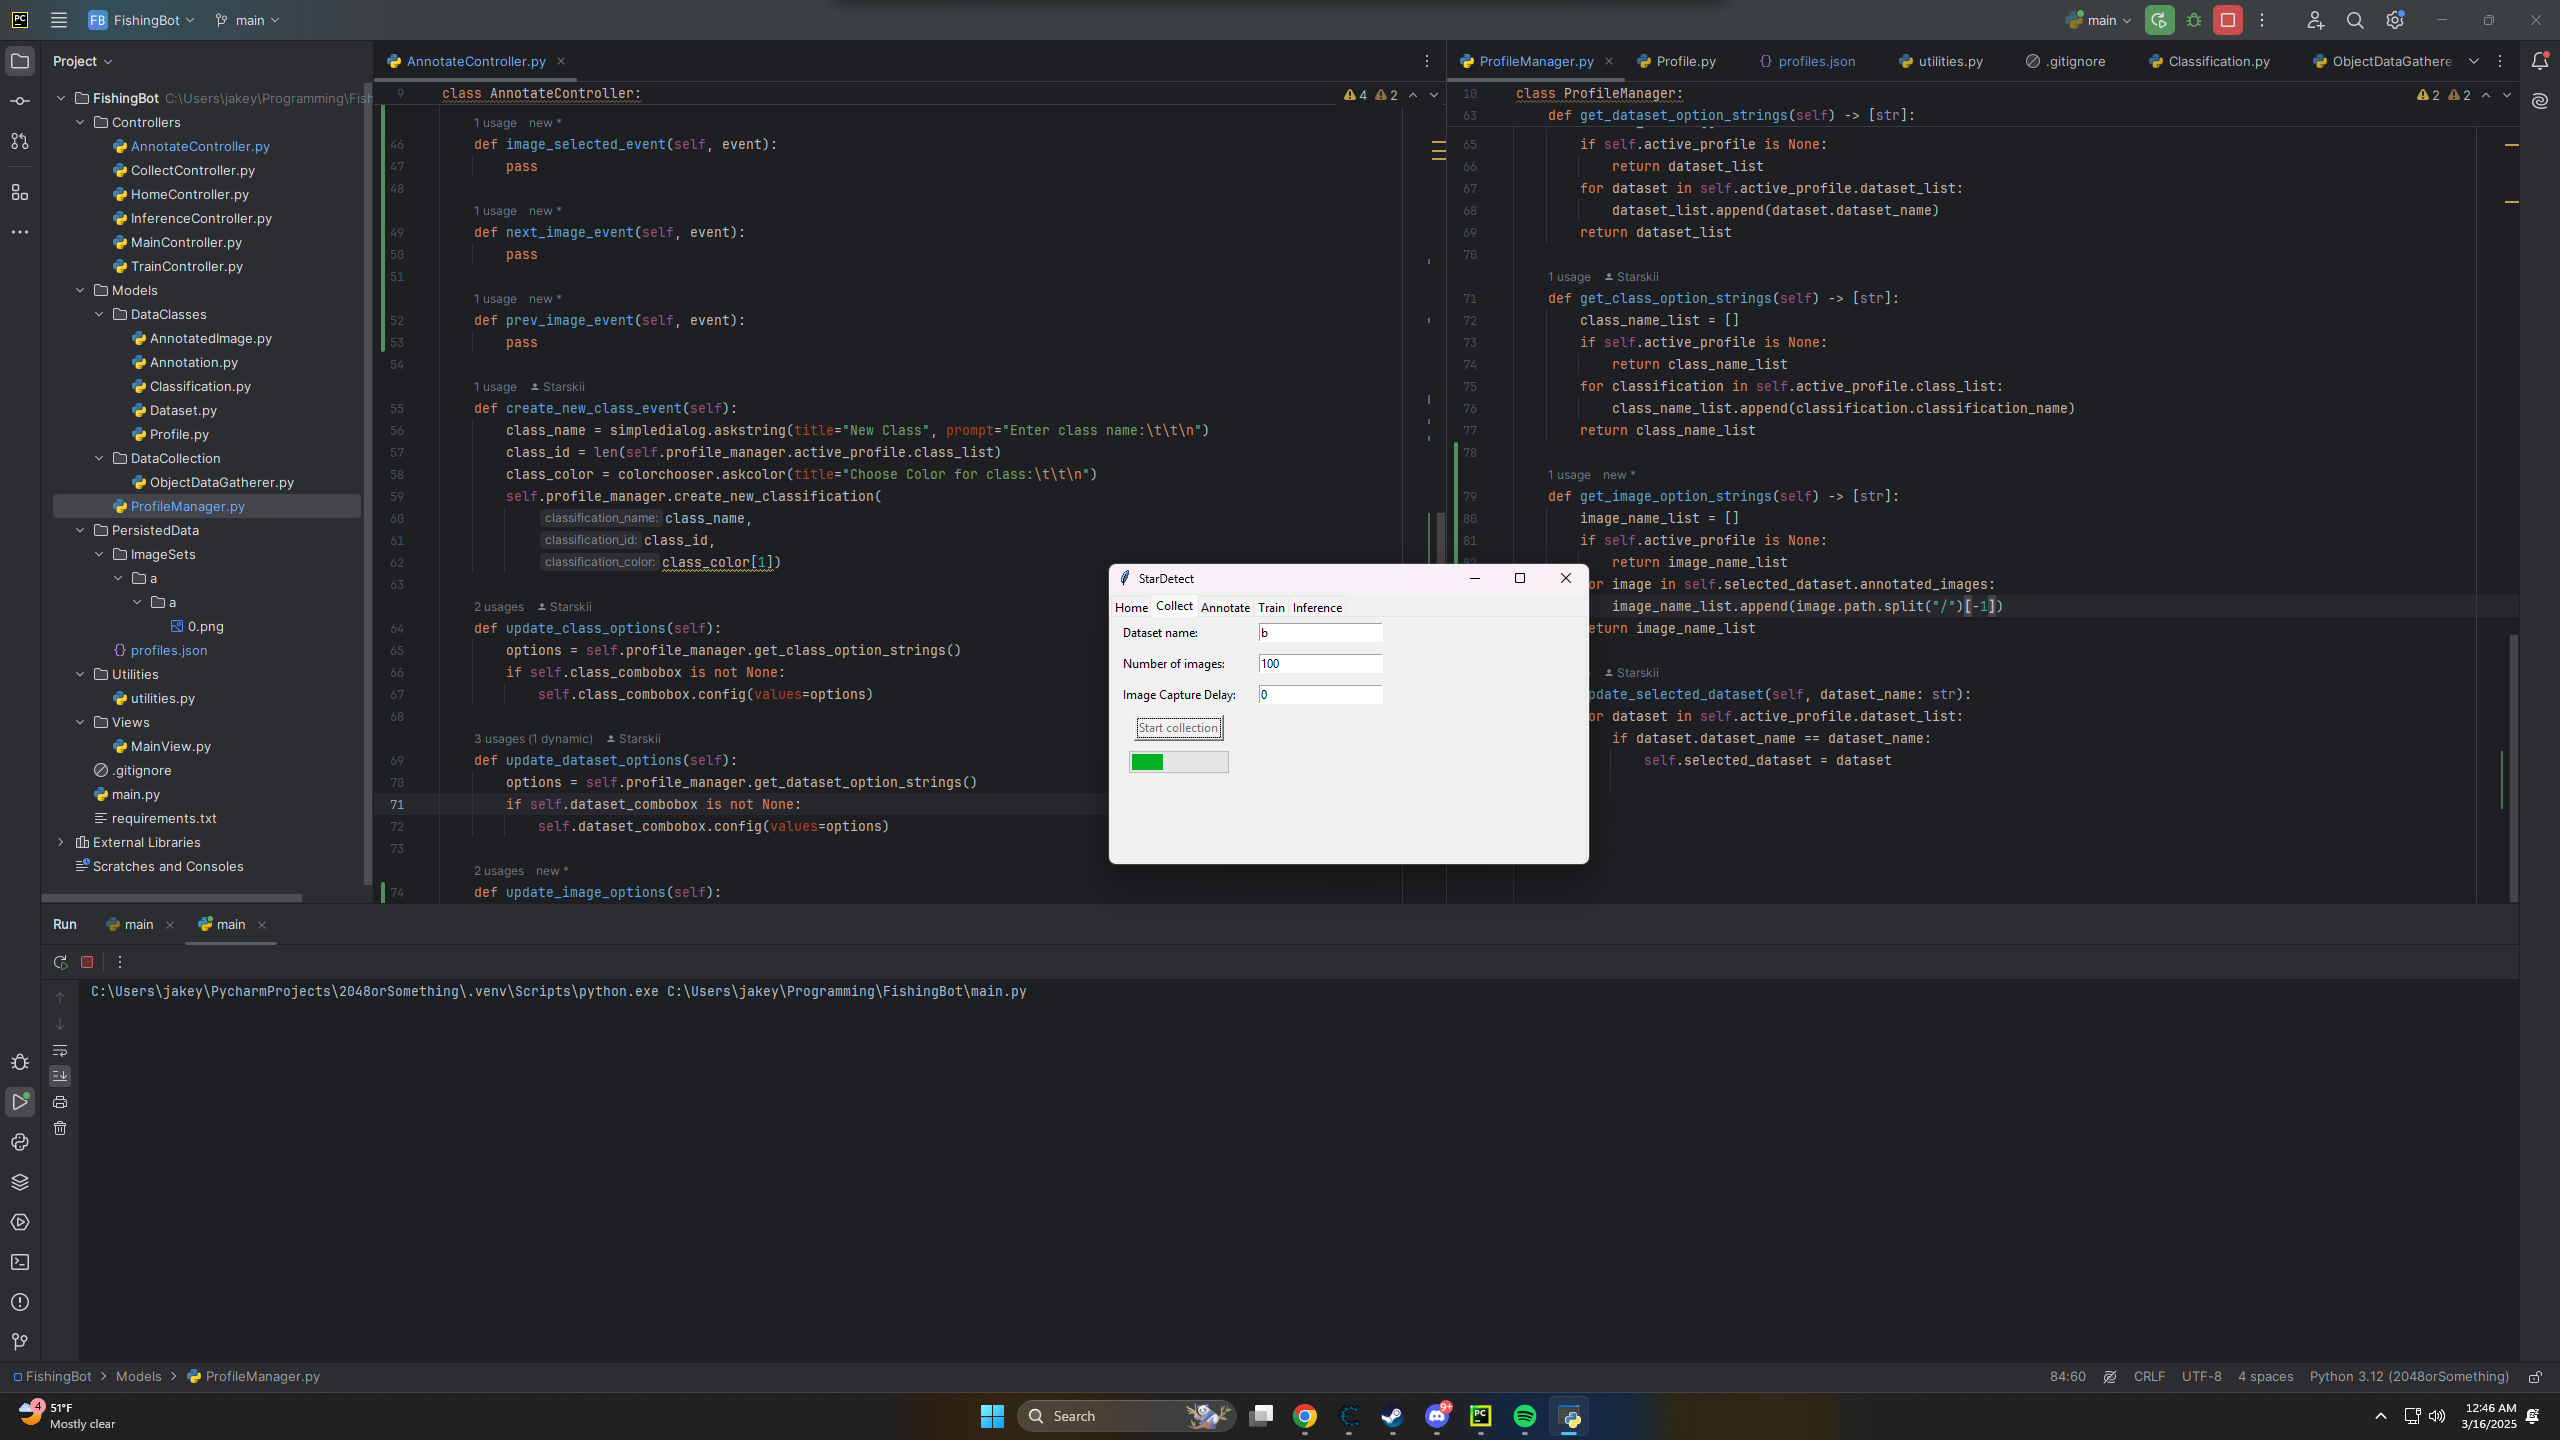 PC FB FishingBot main main
Project
FishingBot C:\Users\jakey\Programming\Fish
Controllers
AnnotateController.py
CollectController.py
HomeController.py
InferenceController.py
MainController.py
TrainController.py
Models
DataClasses
AnnotatedImage.py
Annotation.py
Classification.py
Dataset.py
Profile.py
DataCollection
ObjectDataGatherer.py
ProfileManager.py
PersistedData
ImageSets
a
a
0.png
profiles.json
Utilities
utilities.py
Views
MainView.py
.gitignore
main.py
requirements.txt
External Libraries
Scratches and Consoles
AnnotateController.py
9 class AnnotateController: 4 2
1 usage new *
46 def image_selected_event(self, event):
47 pass
48
1 usage new *
49 def next_image_event(self, event):
50 pass
51
1 usage new *
52 def prev_image_event(self, event):
53 pass
54
1 usage Starskii
55 def create_new_class_event(self):
56 class_name = simpledialog.askstring(title="New Class", prompt="Enter class name:\t\t\n")
57 class_id = len(self.profile_manager.active_profile.class_list)
58 class_color = colorchooser.askcolor(title="Choose Color for class:\t\t\n")
59 self.profile_manager.create_new_classification(
60 classification_name: class_name,
61 classification_id: class_id,
62 classification_color: class_color[1])
63
2 usages Starskii
64 def update_class_options(self):
65 options = self.profile_manager.get_class_option_strings()
66 if self.class_combobox is not None:
67 self.class_combobox.config(values=options)
68
3 usages (1 dynamic) Starskii
69 def update_dataset_options(self):
70 options = self.profile_manager.get_dataset_option_strings()
71 if self.dataset_combobox is not None:
72 self.dataset_combobox.config(values=options)
73
2 usages new *
74 def update_image_options(self):
ProfileManager.py Profile.py profiles.json utilities.py .gitignore Classification.py ObjectDataGathere
10 class ProfileManager: 2 2
63 def get_dataset_option_strings(self) -> [str]:
65 if self.active_profile is None:
66 return dataset_list
67 for dataset in self.active_profile.dataset_list:
68 dataset_list.append(dataset.dataset_name)
69 return dataset_list
70
1 usage Starskii
71 def get_class_option_strings(self) -> [str]:
72 class_name_list = []
73 if self.active_profile is None:
74 return class_name_list
75 for classification in self.active_profile.class_list:
76 class_name_list.append(classification.classification_name)
77 return class_name_list
78
1 usage new *
79 def get_image_option_strings(self) -> [str]:
80 image_name_list = []
81 if self.active_profile is None:
return image_name_list
or image in self.selected_dataset.annotated_images:
image_name_list.append(image.path.split("/")[-1])
eturn image_name_list
Starskii
pdate_selected_dataset(self, dataset_name: str):
or dataset in self.active_profile.dataset_list:
if dataset.dataset_name == dataset_name:
self.selected_dataset = dataset
StarDetect
Home Collect Annotate Train Inference
Dataset name: b
Number of images: 100
Image Capture Delay: 0
Start collection
Run main main
C:\Users\jakey\PycharmProjects\2048orSomething\.venv\Scripts\python.exe C:\Users\jakey\Programming\FishingBot\main.py
FishingBot Models ProfileManager.py 84:60 CRLF UTF-8 4 spaces Python 3.12 (2048orSomething)
4
51°F
Mostly clear
Search
9+
PC
12:46 AM
3/16/2025